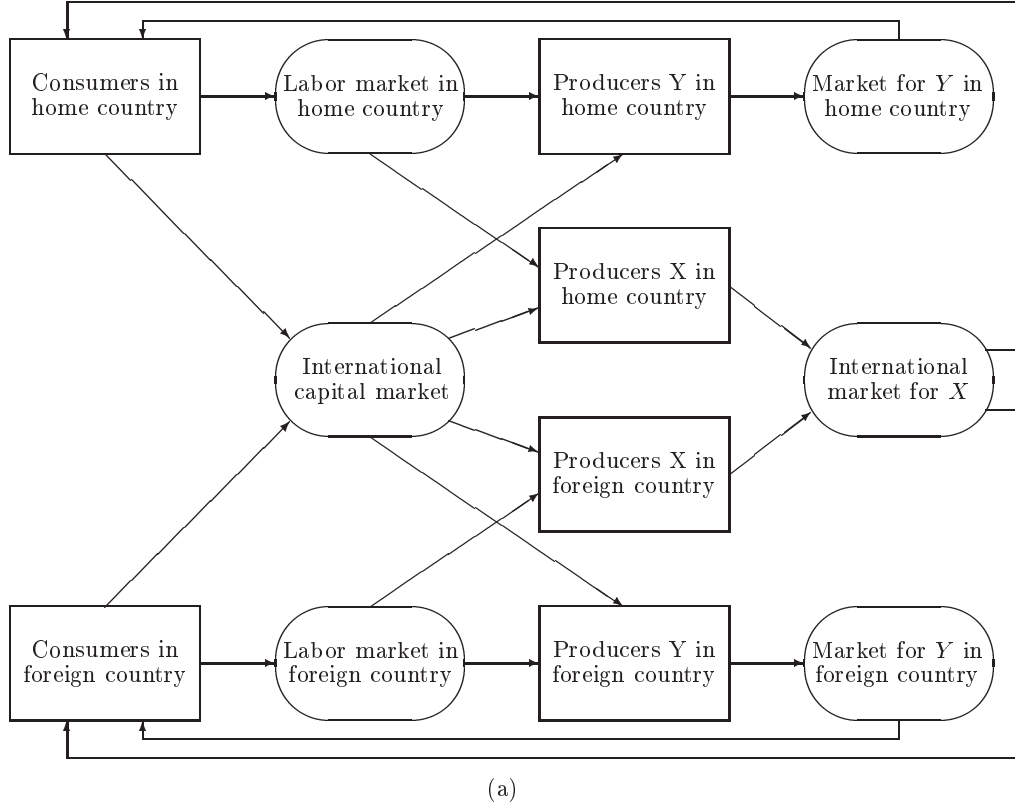 Consumers in
home country
Labor market in
home country
Producers Y in
home country
Market for Y in
home country
Producers X in
home country
International
capital market
International
market for X
Producers X in
foreign country
Consumers in
foreign country
Labor market in
foreign country
Producers Y in
foreign country
Market for Y in
foreign country
(a)